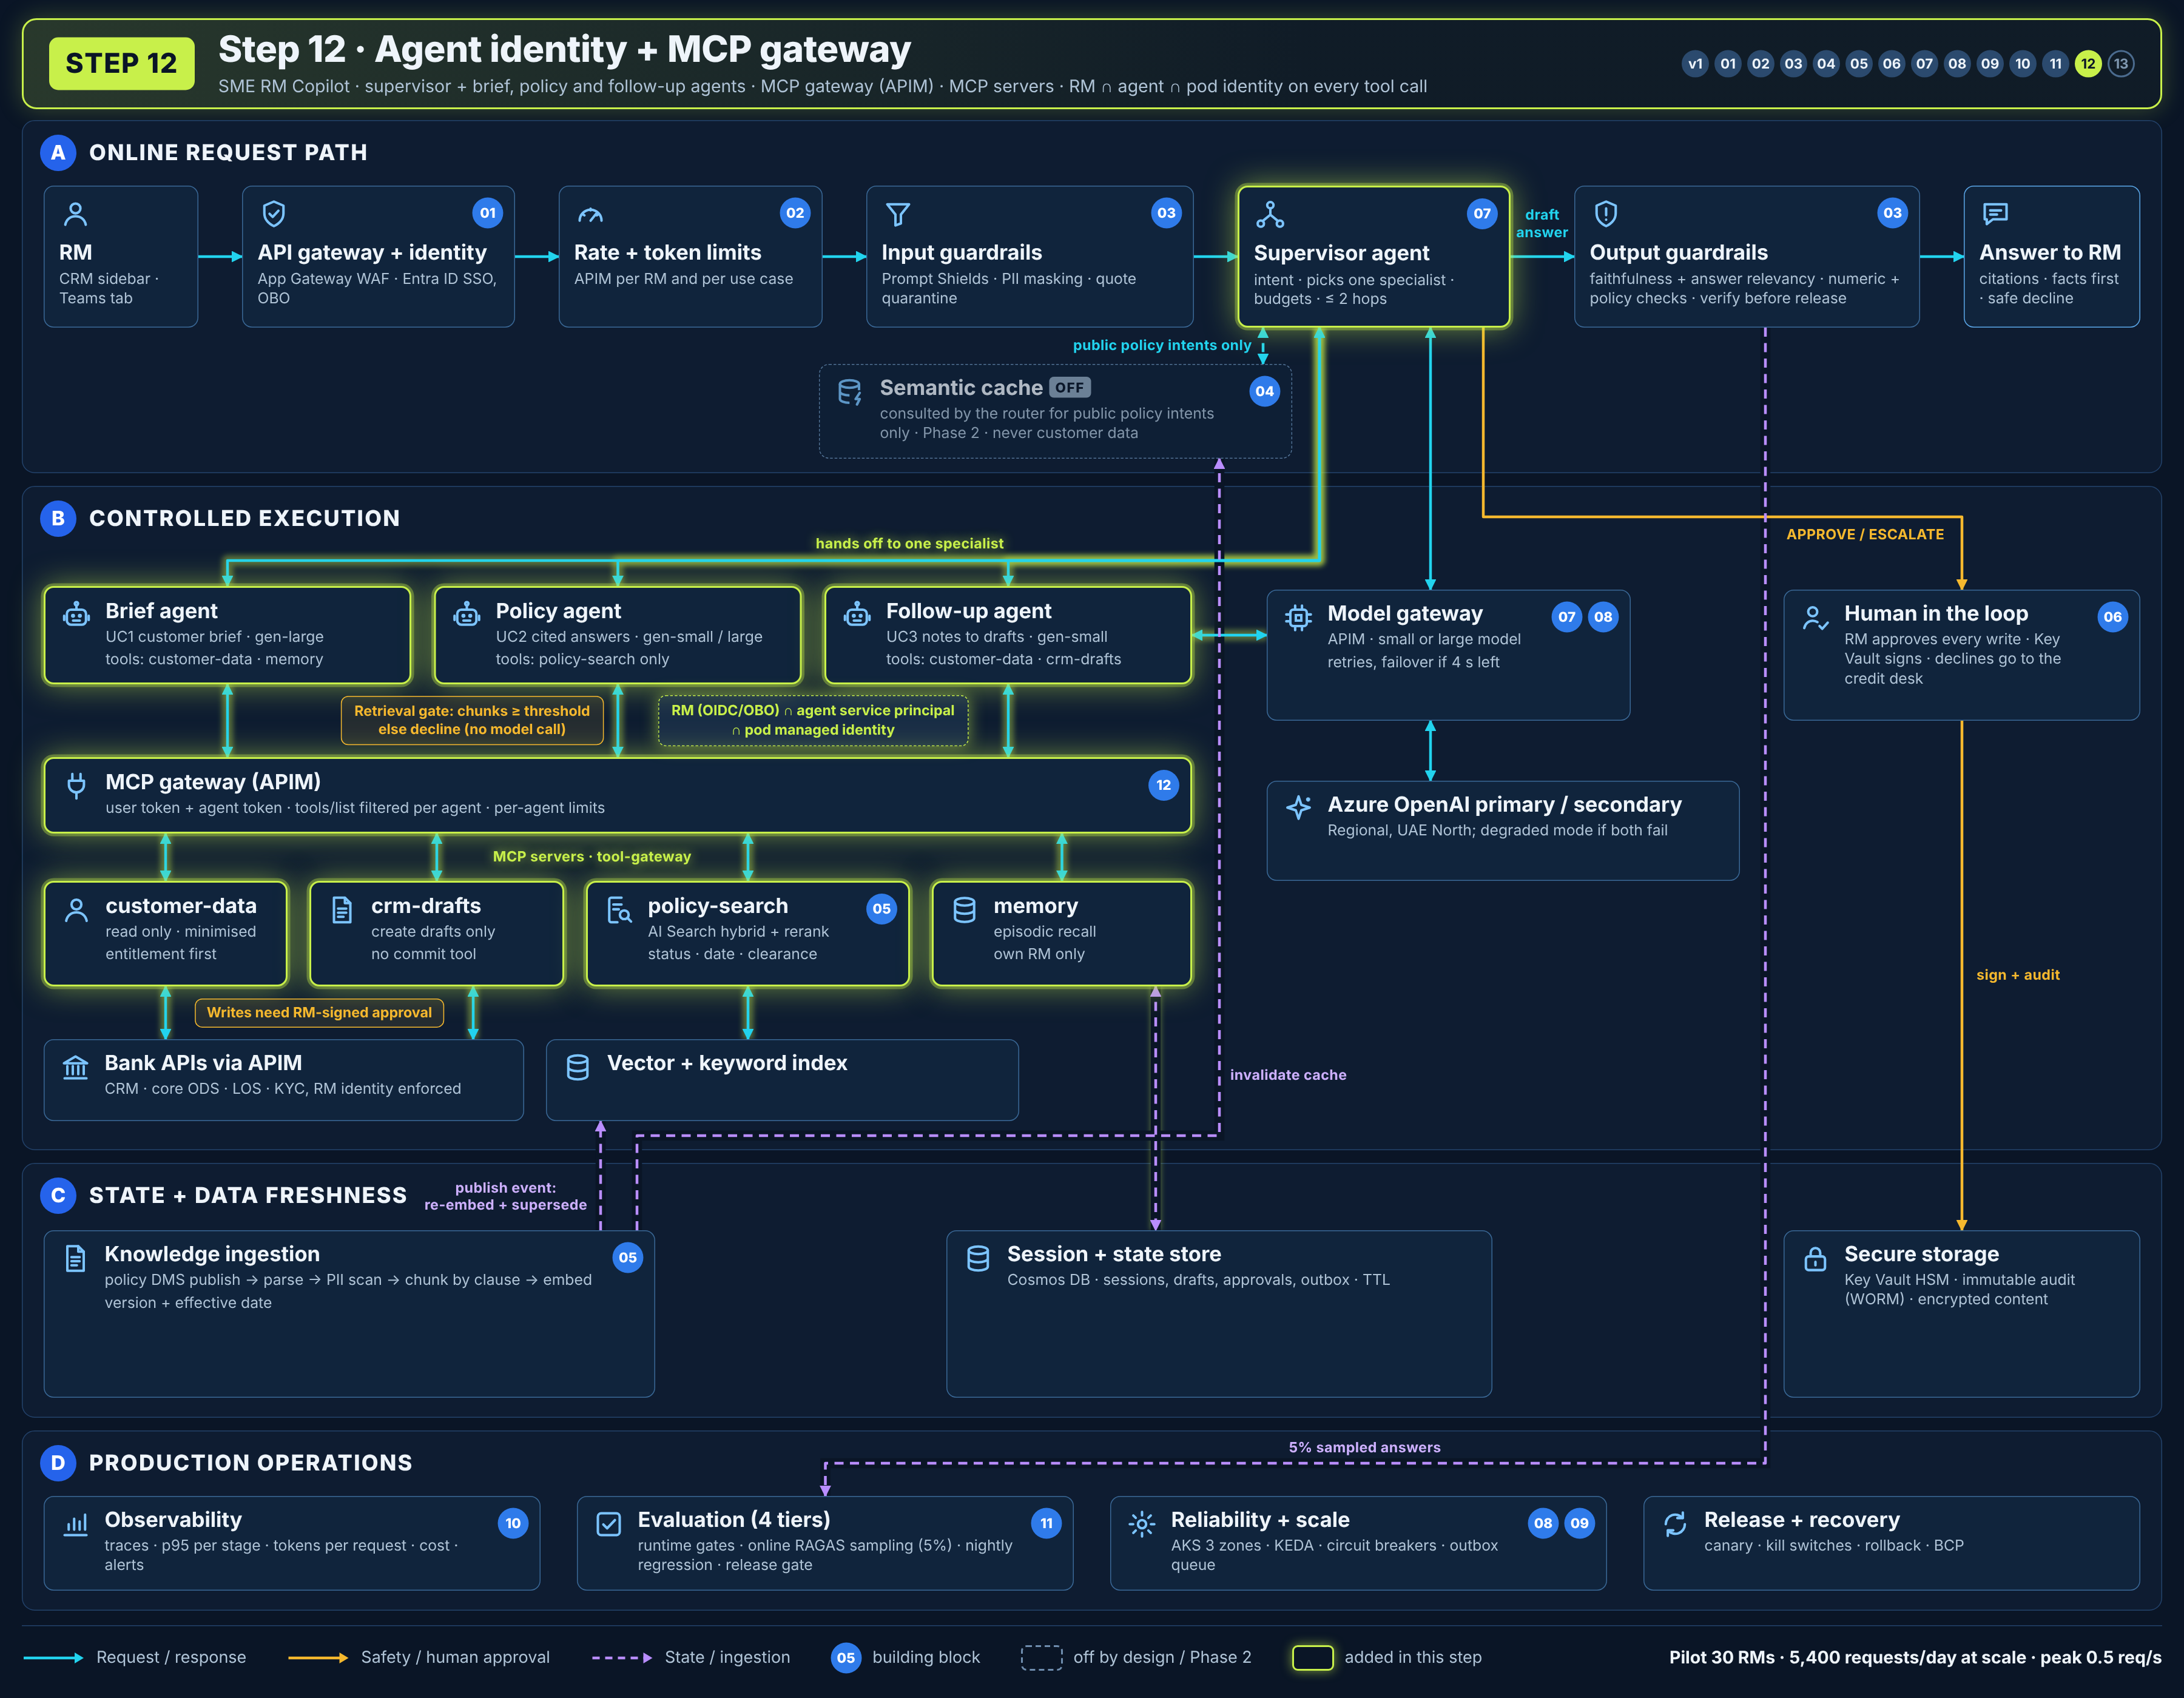 STEP 12
Step 12 · Agent identity + MCP gateway
SME RM Copilot · supervisor + brief, policy and follow-up agents · MCP gateway (APIM) · MCP servers · RM ∩ agent ∩ pod identity on every tool call
v1 01 02 03 04 05 06 07 08 09 10 11 12 13
A ONLINE REQUEST PATH
RM
CRM sidebar ·
Teams tab
01
API gateway + identity
App Gateway WAF · Entra ID SSO,
OBO
02
Rate + token limits
APIM per RM and per use case
03
Input guardrails
Prompt Shields · PII masking · quote
quarantine
07
Supervisor agent
intent · picks one specialist ·
budgets · ≤ 2 hops
draft
answer
03
Output guardrails
faithfulness + answer relevancy · numeric +
policy checks · verify before release
Answer to RM
citations · facts first
· safe decline
public policy intents only
Semantic cache OFF
04
consulted by the router for public policy intents
only · Phase 2 · never customer data
B CONTROLLED EXECUTION
APPROVE / ESCALATE
hands off to one specialist
Brief agent
UC1 customer brief · gen-large
tools: customer-data · memory
Policy agent
UC2 cited answers · gen-small / large
tools: policy-search only
Follow-up agent
UC3 notes to drafts · gen-small
tools: customer-data · crm-drafts
Model gateway
07 08
APIM · small or large model
retries, failover if 4 s left
Human in the loop
06
RM approves every write · Key
Vault signs · declines go to the
credit desk
Retrieval gate: chunks ≥ threshold
else decline (no model call)
RM (OIDC/OBO) ∩ agent service principal
∩ pod managed identity
MCP gateway (APIM)
12
user token + agent token · tools/list filtered per agent · per-agent limits
Azure OpenAI primary / secondary
Regional, UAE North; degraded mode if both fail
MCP servers · tool-gateway
customer-data
read only · minimised
entitlement first
crm-drafts
create drafts only
no commit tool
policy-search
05
AI Search hybrid + rerank
status · date · clearance
memory
episodic recall
own RM only
sign + audit
Writes need RM-signed approval
Bank APIs via APIM
CRM · core ODS · LOS · KYC, RM identity enforced
Vector + keyword index
invalidate cache
C STATE + DATA FRESHNESS
publish event:
re-embed + supersede
Knowledge ingestion
05
policy DMS publish → parse → PII scan → chunk by clause → embed
version + effective date
Session + state store
Cosmos DB · sessions, drafts, approvals, outbox · TTL
Secure storage
Key Vault HSM · immutable audit
(WORM) · encrypted content
D PRODUCTION OPERATIONS
5% sampled answers
Observability
10
traces · p95 per stage · tokens per request · cost ·
alerts
Evaluation (4 tiers)
11
runtime gates · online RAGAS sampling (5%) · nightly
regression · release gate
Reliability + scale
08 09
AKS 3 zones · KEDA · circuit breakers · outbox
queue
Release + recovery
canary · kill switches · rollback · BCP
Request / response
Safety / human approval
State / ingestion
05 building block
off by design / Phase 2
added in this step
Pilot 30 RMs · 5,400 requests/day at scale · peak 0.5 req/s